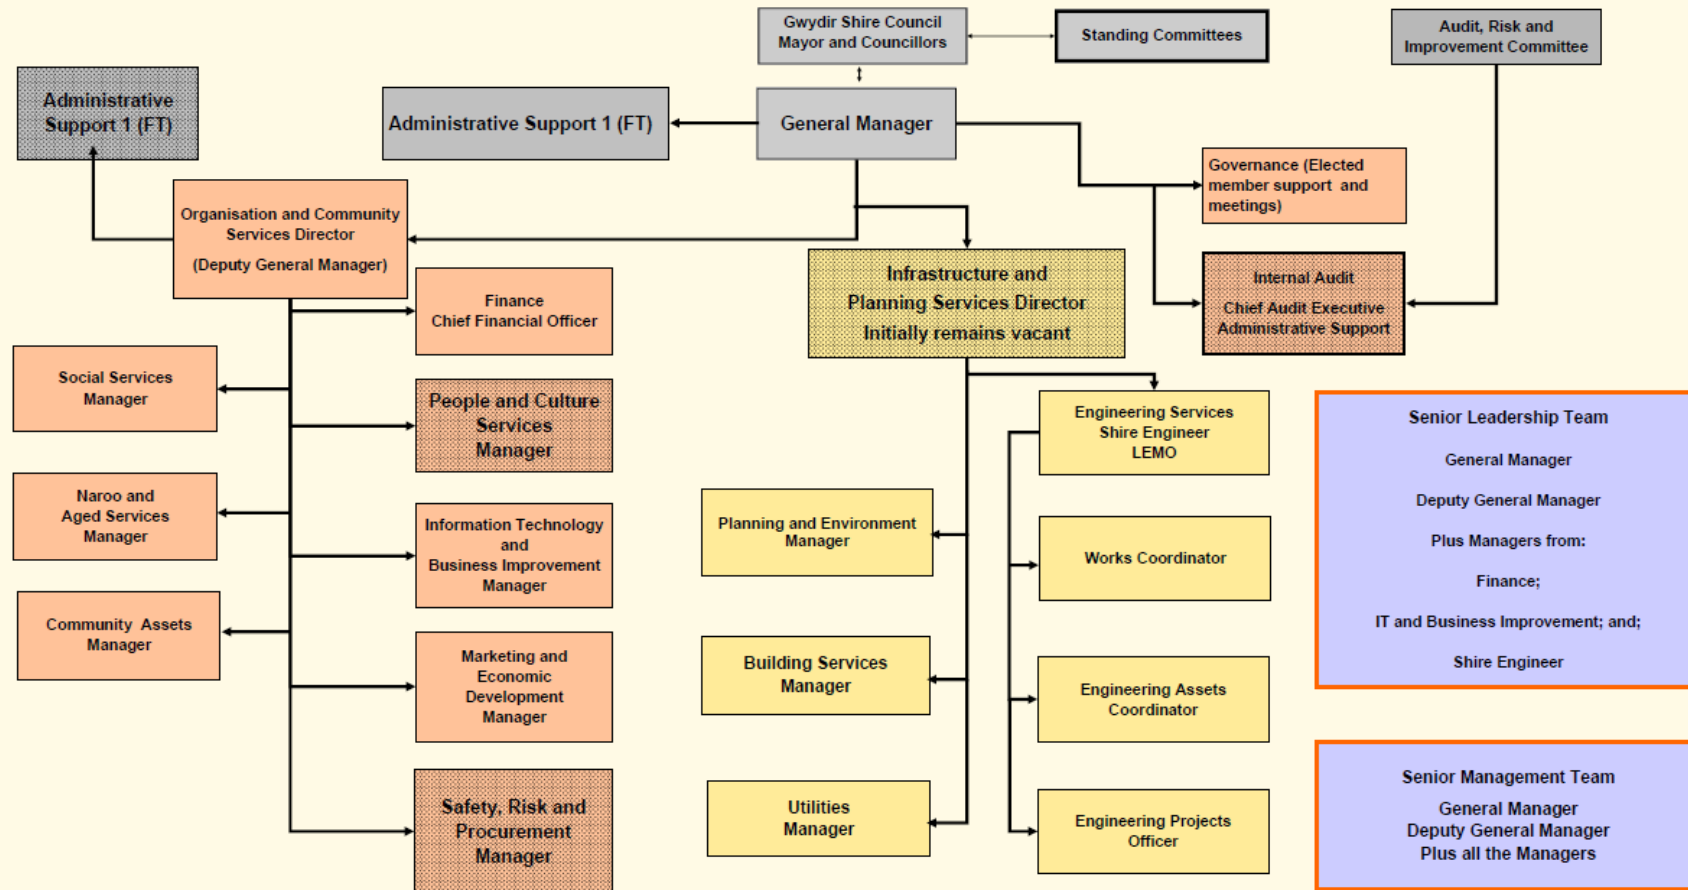 Gwydir Shire Council
Mayor and Councillors
Standing Committees
Audit, Risk and
Improvement Committee
Administrative
Support 1 (FT)
Administrative Support 1 (FT)
General Manager
Governance (Elected
member support and
meetings)
Organisation and Community
Services Director
(Deputy General Manager)
Infrastructure and
Planning Services Director
Initially remains vacant
Internal Audit
Chief Audit Executive
Administrative Support
Finance
Chief Financial Officer
Social Services
Manager
People and Culture
Services
Manager
Naroo and
Aged Services
Manager
Information Technology
and
Business Improvement
Manager
Community Assets
Manager
Marketing and
Economic
Development
Manager
Safety, Risk and
Procurement
Manager
Engineering Services
Shire Engineer
LEMO
Planning and Environment
Manager
Works Coordinator
Building Services
Manager
Engineering Assets
Coordinator
Utilities
Manager
Engineering Projects
Officer
Senior Leadership Team
General Manager
Deputy General Manager
Plus Managers from:
Finance;
IT and Business Improvement; and;
Shire Engineer
Senior Management Team
General Manager
Deputy General Manager
Plus all the Managers